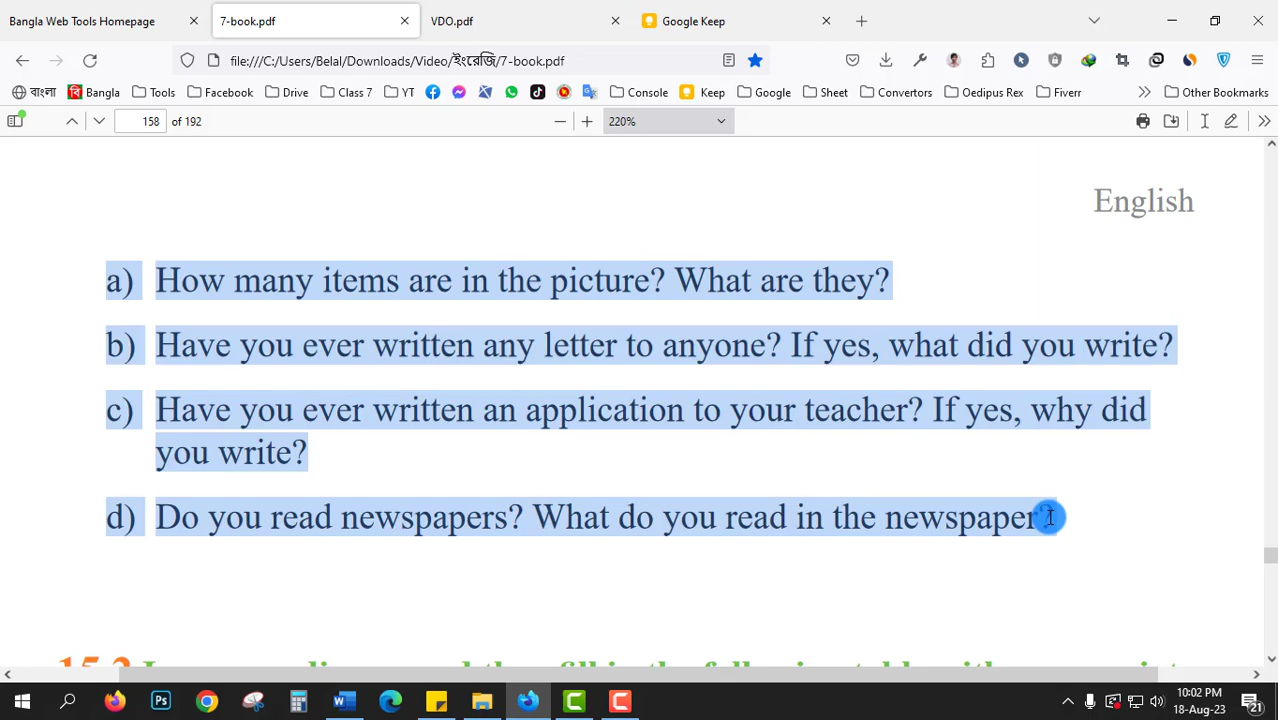 Bangla Web Tools Homepage
7-book.pdf
VDO.pdf
Google Keep
file:///C:/Users/Belal/Downloads/Video/ইংরেজি/7-book.pdf
বাংলা Bangla Tools Facebook Drive Class 7 YT Console Keep Google Sheet Convertors Oedipus Rex Fiverr Other Bookmarks
158 of 192
220%
English
a) How many items are in the picture? What are they?
b) Have you ever written any letter to anyone? If yes, what did you write?
c) Have you ever written an application to your teacher? If yes, why did
you write?
d) Do you read newspapers? What do you read in the newspaper?
10:02 PM
18-Aug-23
21